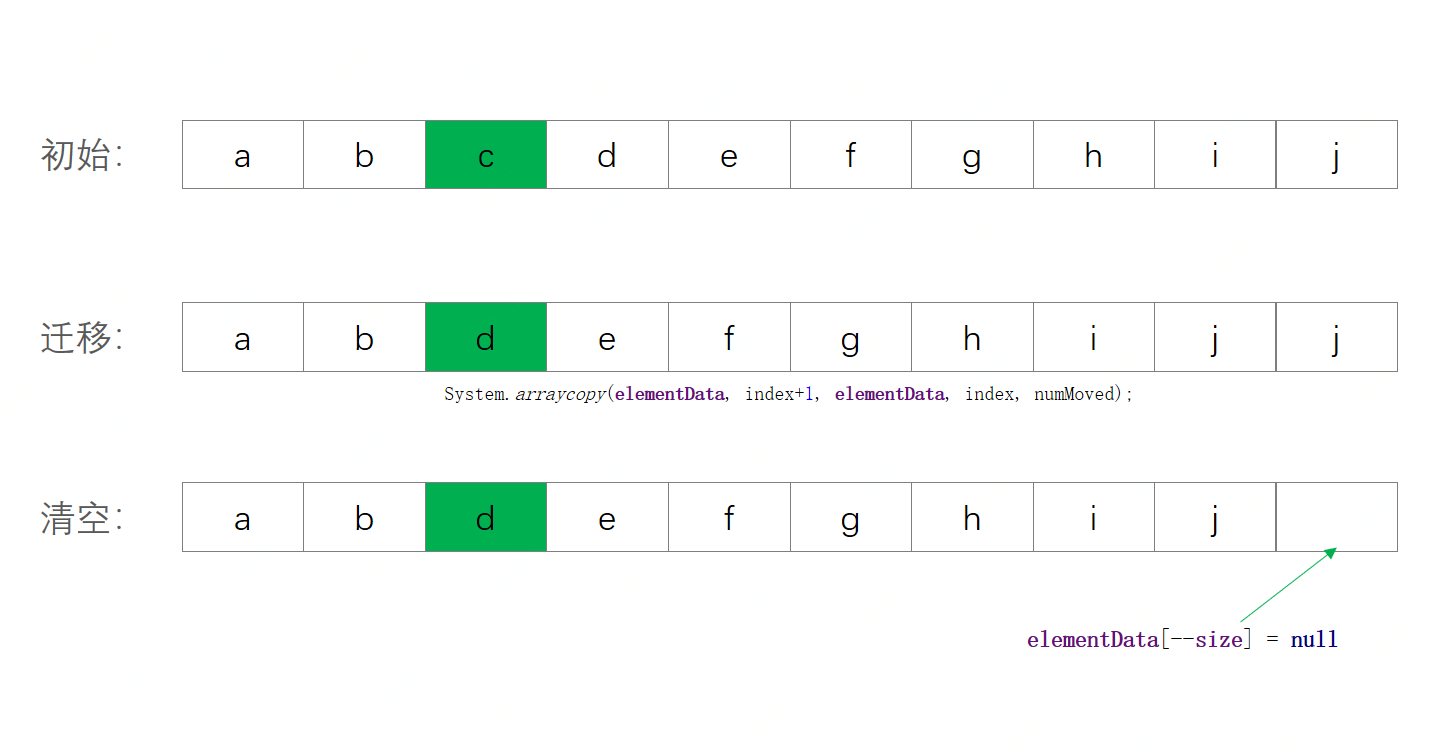 初始： a b c d e f g h i j
迁移： a b d e f g h i j j
System.arraycopy(elementData, index+1, elementData, index, numMoved);
清空： a b d e f g h i j
elementData[--size] = null